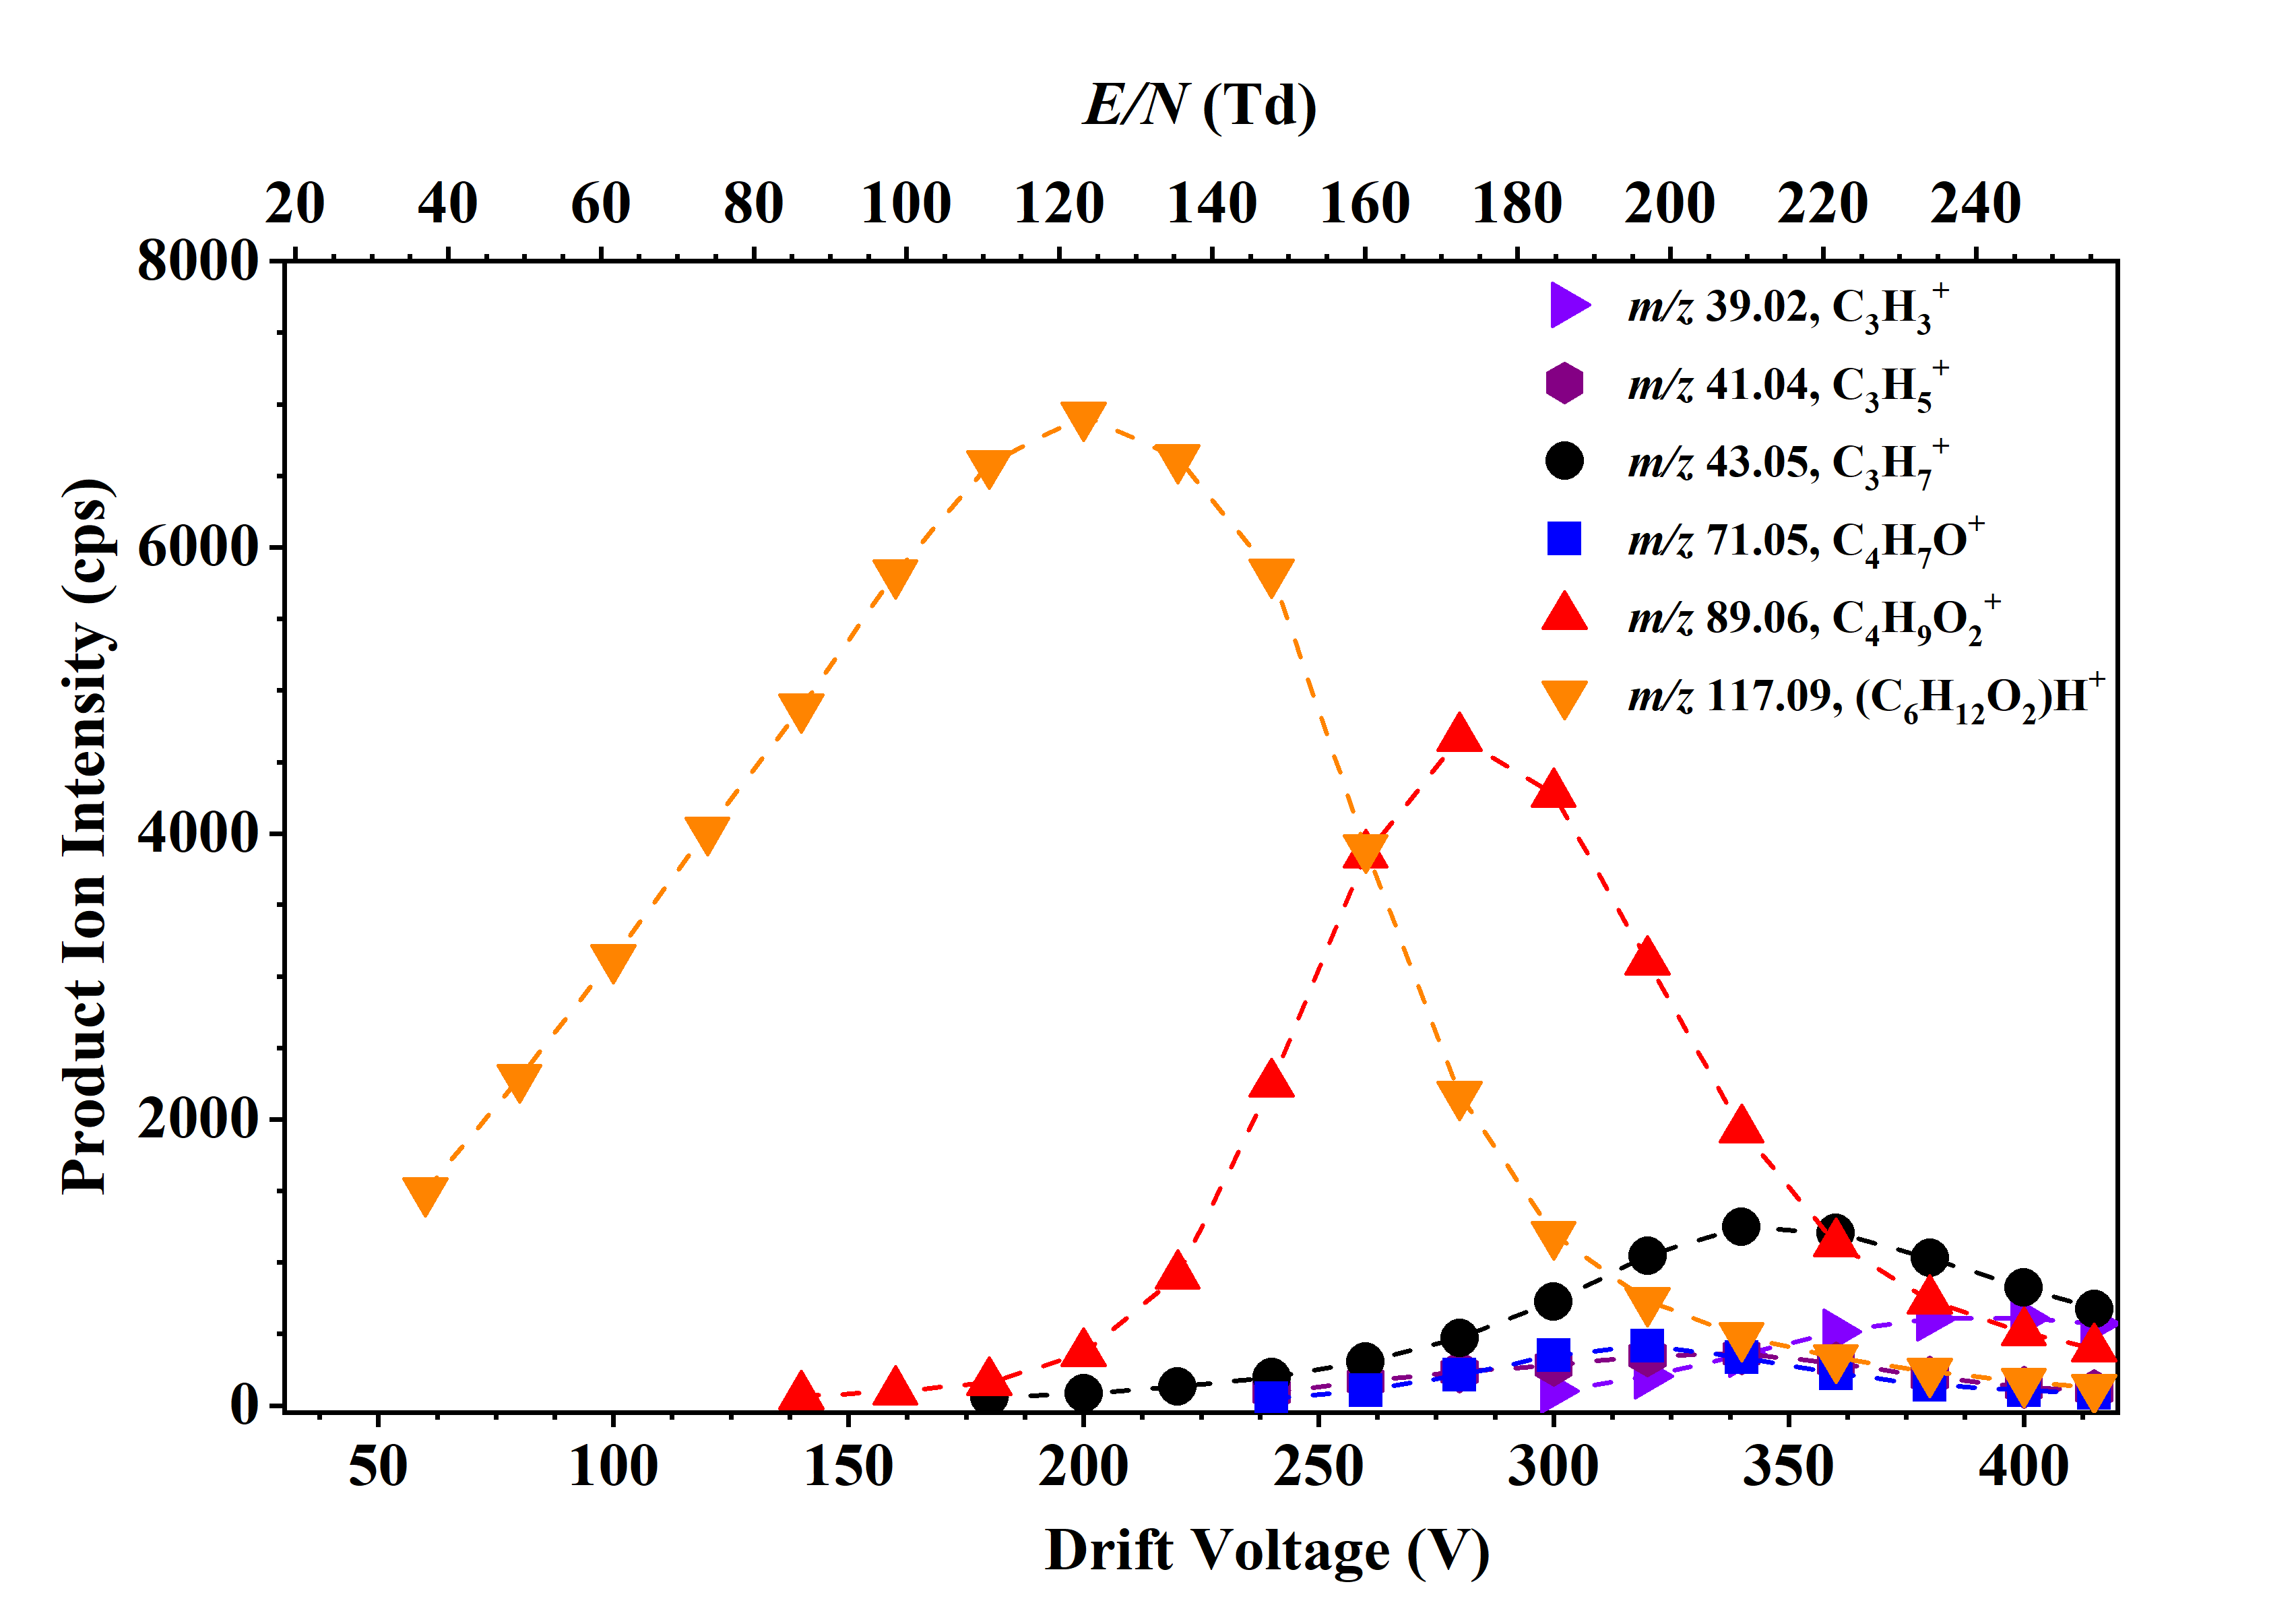 E/N (Td)
20 40 60 80 100 120 140 160 180 200 220 240
8000
6000
4000
2000
0
Product Ion Intensity (cps)
m/z 39.02, C₃H₃⁺
m/z 41.04, C₃H₅⁺
m/z 43.05, C₃H₇⁺
m/z 71.05, C₄H₇O⁺
m/z 89.06, C₄H₉O₂⁺
m/z 117.09, (C₆H₁₂O₂)H⁺
50 100 150 200 250 300 350 400
Drift Voltage (V)